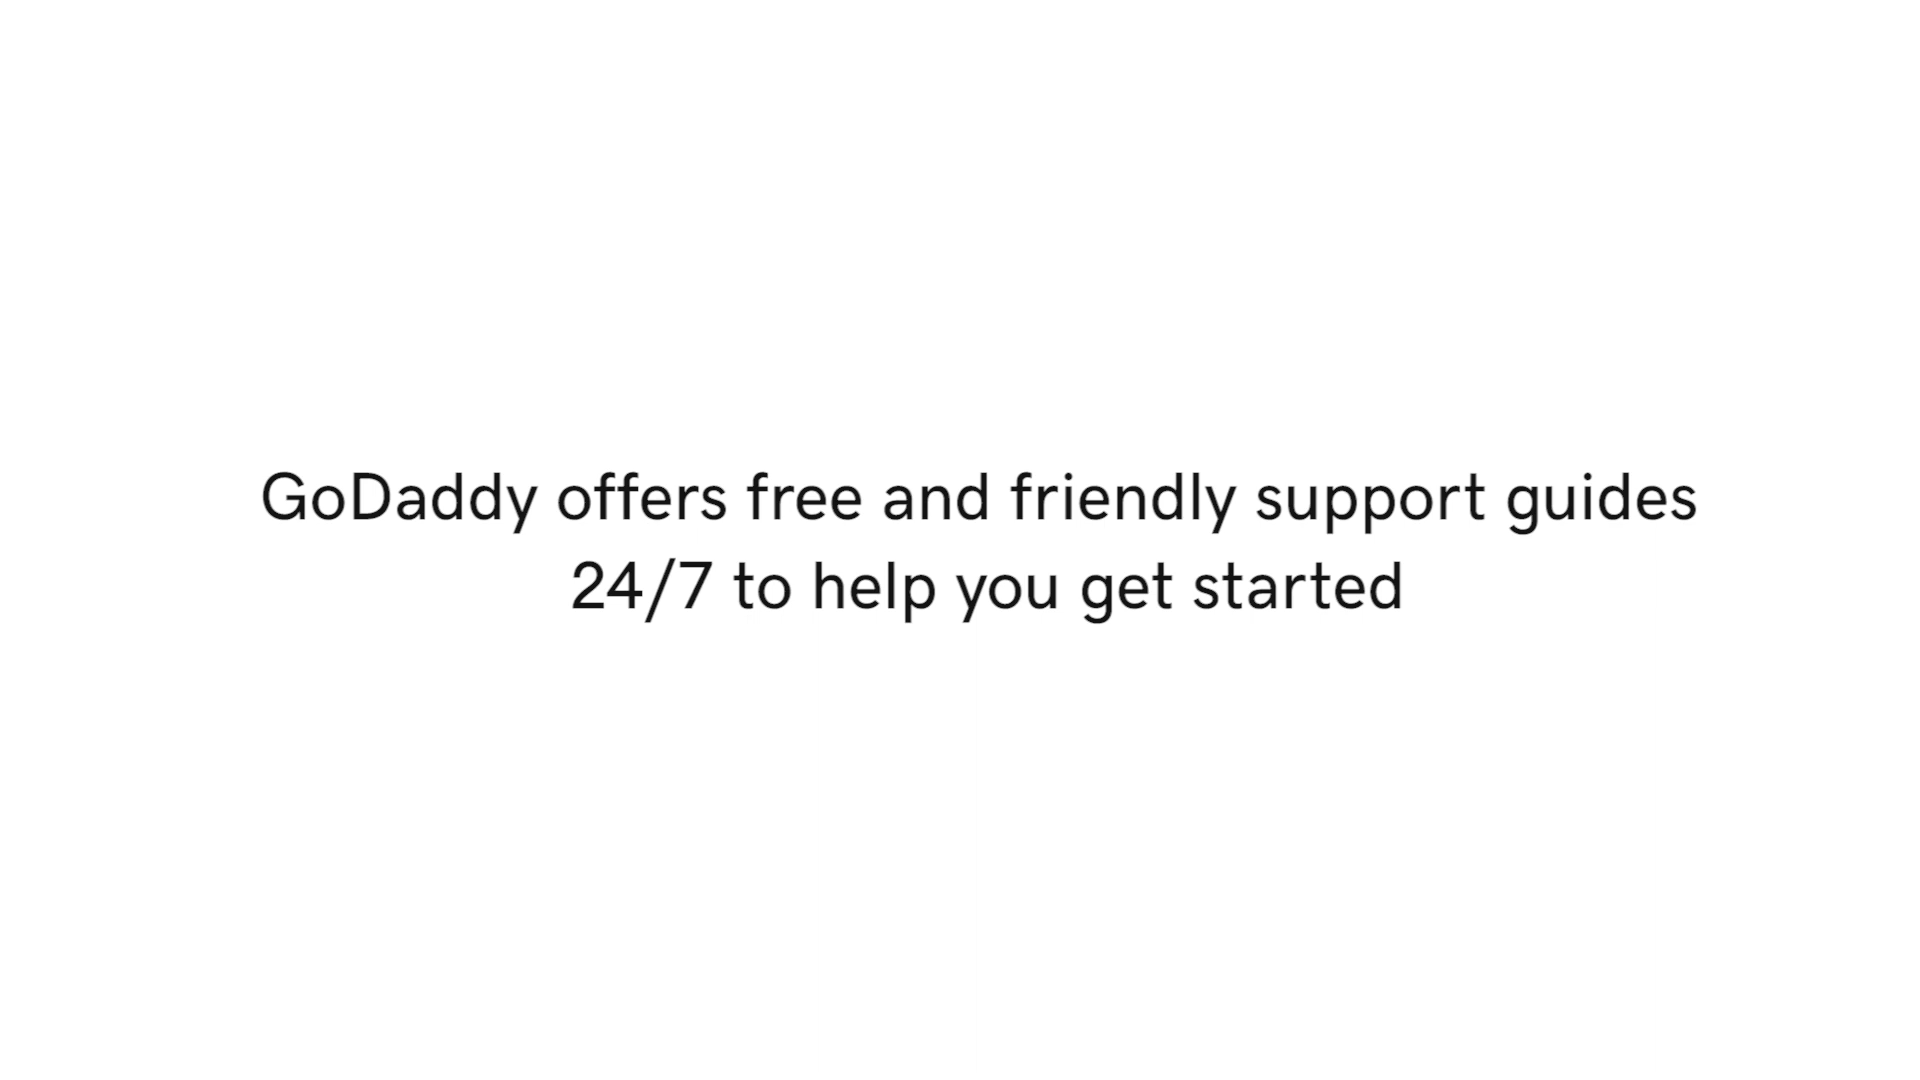 GoDaddy offers free and friendly support guides
24/7 to help you get started